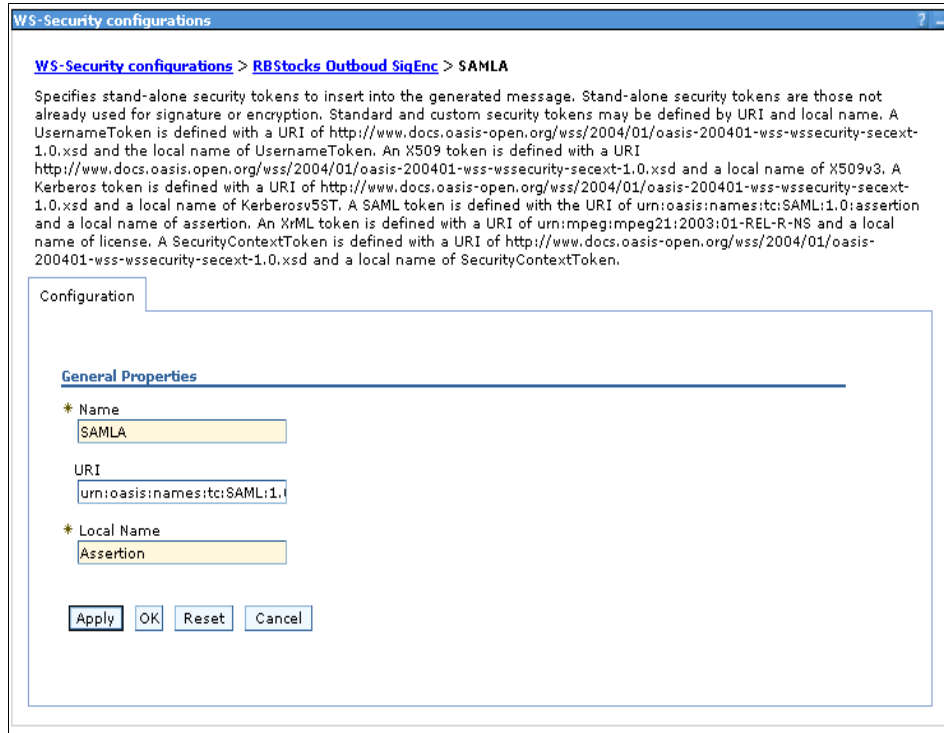 WS-Security configurations ? _
WS-Security configurations > RBStocks Outboud SigEnc > SAMLA
Specifies stand-alone security tokens to insert into the generated message. Stand-alone security tokens are those not
already used for signature or encryption. Standard and custom security tokens may be defined by URI and local name. A
UsernameToken is defined with a URI of http://www.docs.oasis-open.org/wss/2004/01/oasis-200401-wss-wssecurity-secext-
1.0.xsd and the local name of UsernameToken. An X509 token is defined with a URI
http://www.docs.oasis.open.org/wss/2004/01/oasis-200401-wss-wssecurity-secext-1.0.xsd and a local name of X509v3. A
Kerberos token is defined with a URI of http://www.docs.oasis-open.org/wss/2004/01/oasis-200401-wss-wssecurity-secext-
1.0.xsd and a local name of Kerberosv5ST. A SAML token is defined with the URI of urn:oasis:names:tc:SAML:1.0:assertion
and a local name of assertion. An XrML token is defined with a URI of urn:mpeg:mpeg21:2003:01-REL-R-NS and a local
name of license. A SecurityContextToken is defined with a URI of http://www.docs.oasis-open.org/wss/2004/01/oasis-
200401-wss-wssecurity-secext-1.0.xsd and a local name of SecurityContextToken.
Configuration
General Properties
* Name
SAMLA
URI
urn:oasis:names:tc:SAML:1.
* Local Name
Assertion
Apply OK Reset Cancel